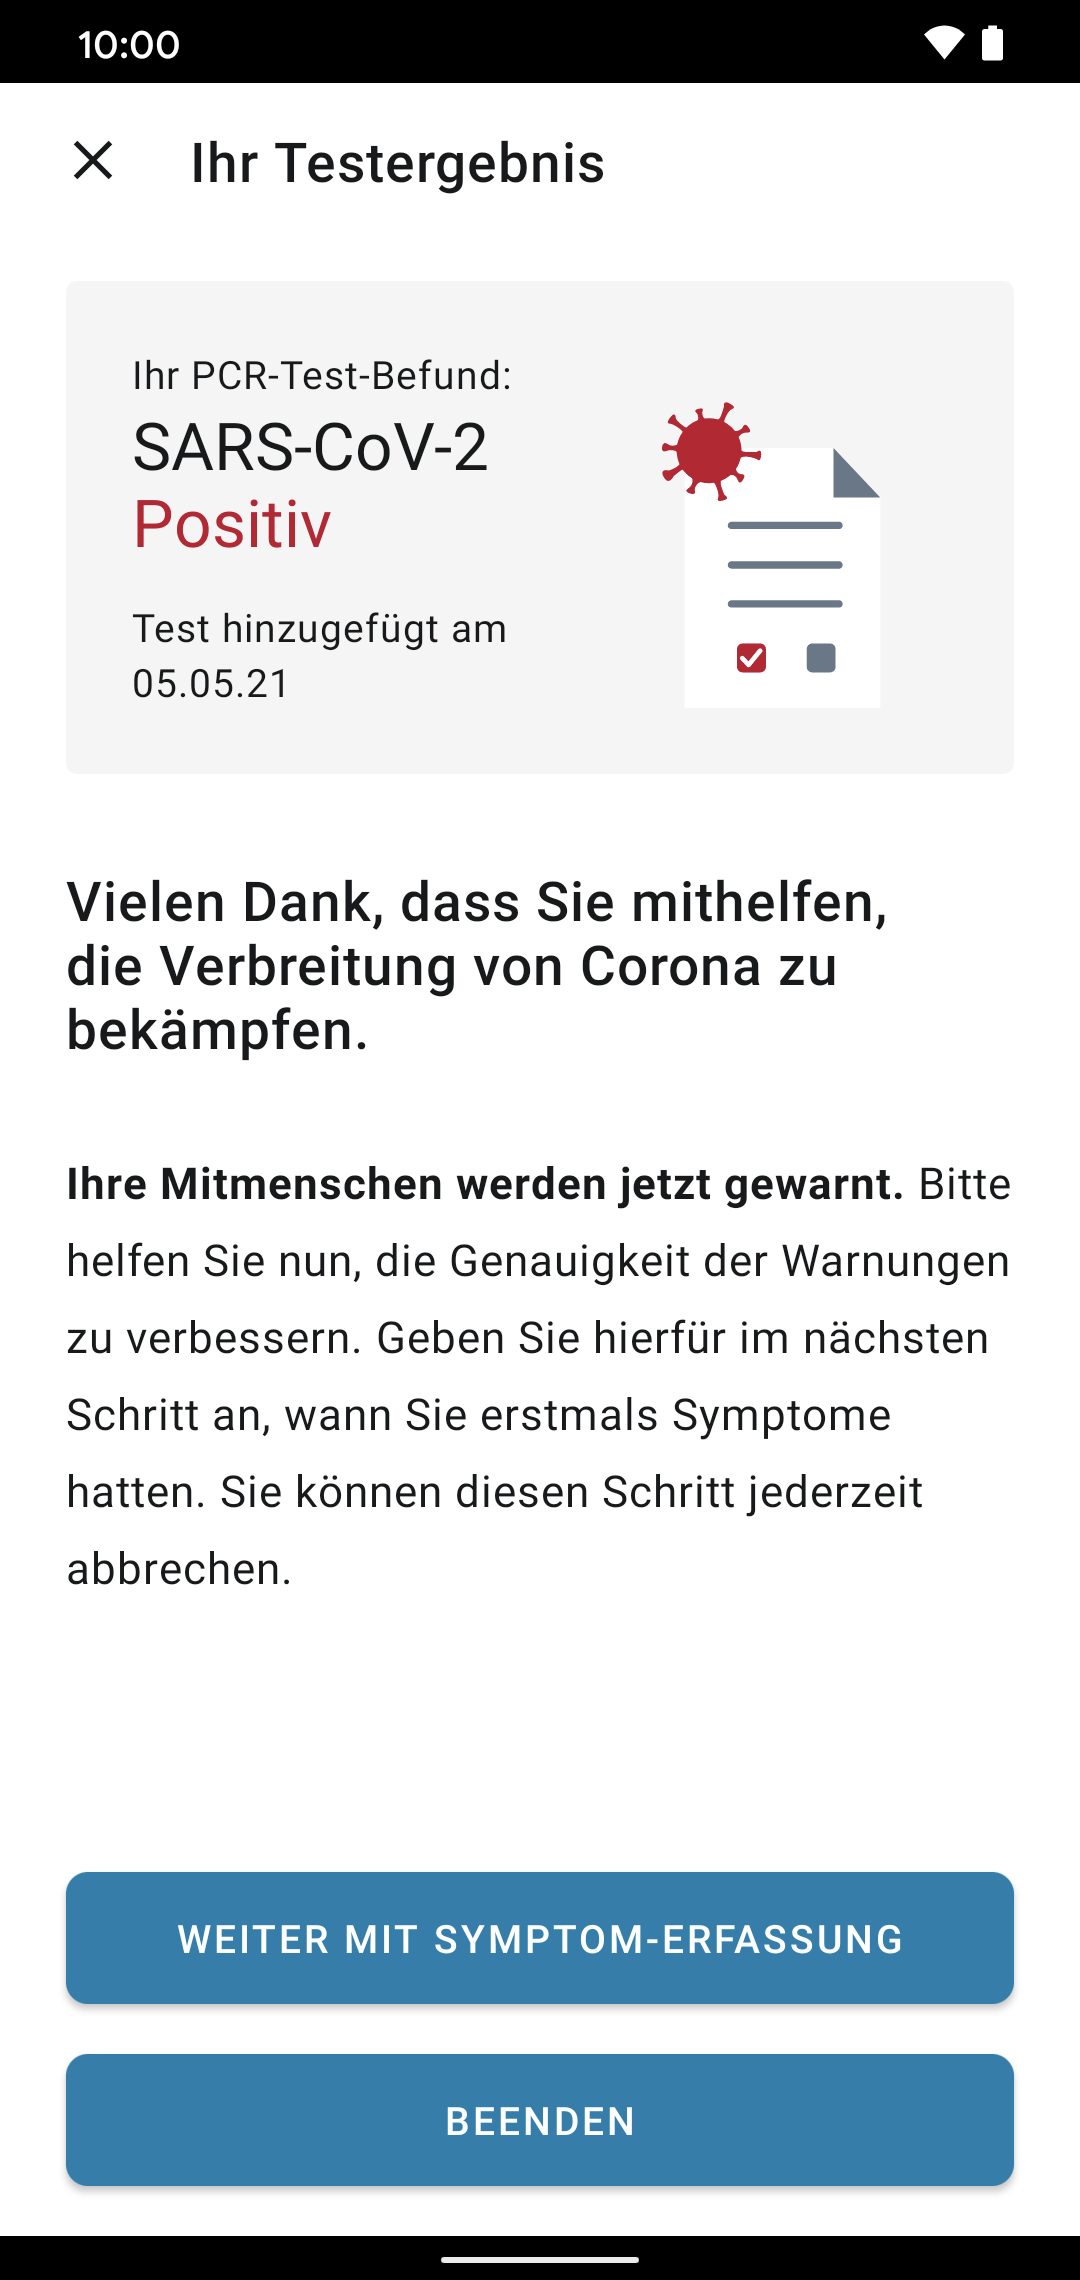 10:00
Ihr Testergebnis
Ihr PCR-Test-Befund:
SARS-CoV-2
Positiv
Test hinzugefügt am
05.05.21
Vielen Dank, dass Sie mithelfen,
die Verbreitung von Corona zu
bekämpfen.
Ihre Mitmenschen werden jetzt gewarnt. Bitte
helfen Sie nun, die Genauigkeit der Warnungen
zu verbessern. Geben Sie hierfür im nächsten
Schritt an, wann Sie erstmals Symptome
hatten. Sie können diesen Schritt jederzeit
abbrechen.
WEITER MIT SYMPTOM-ERFASSUNG
BEENDEN